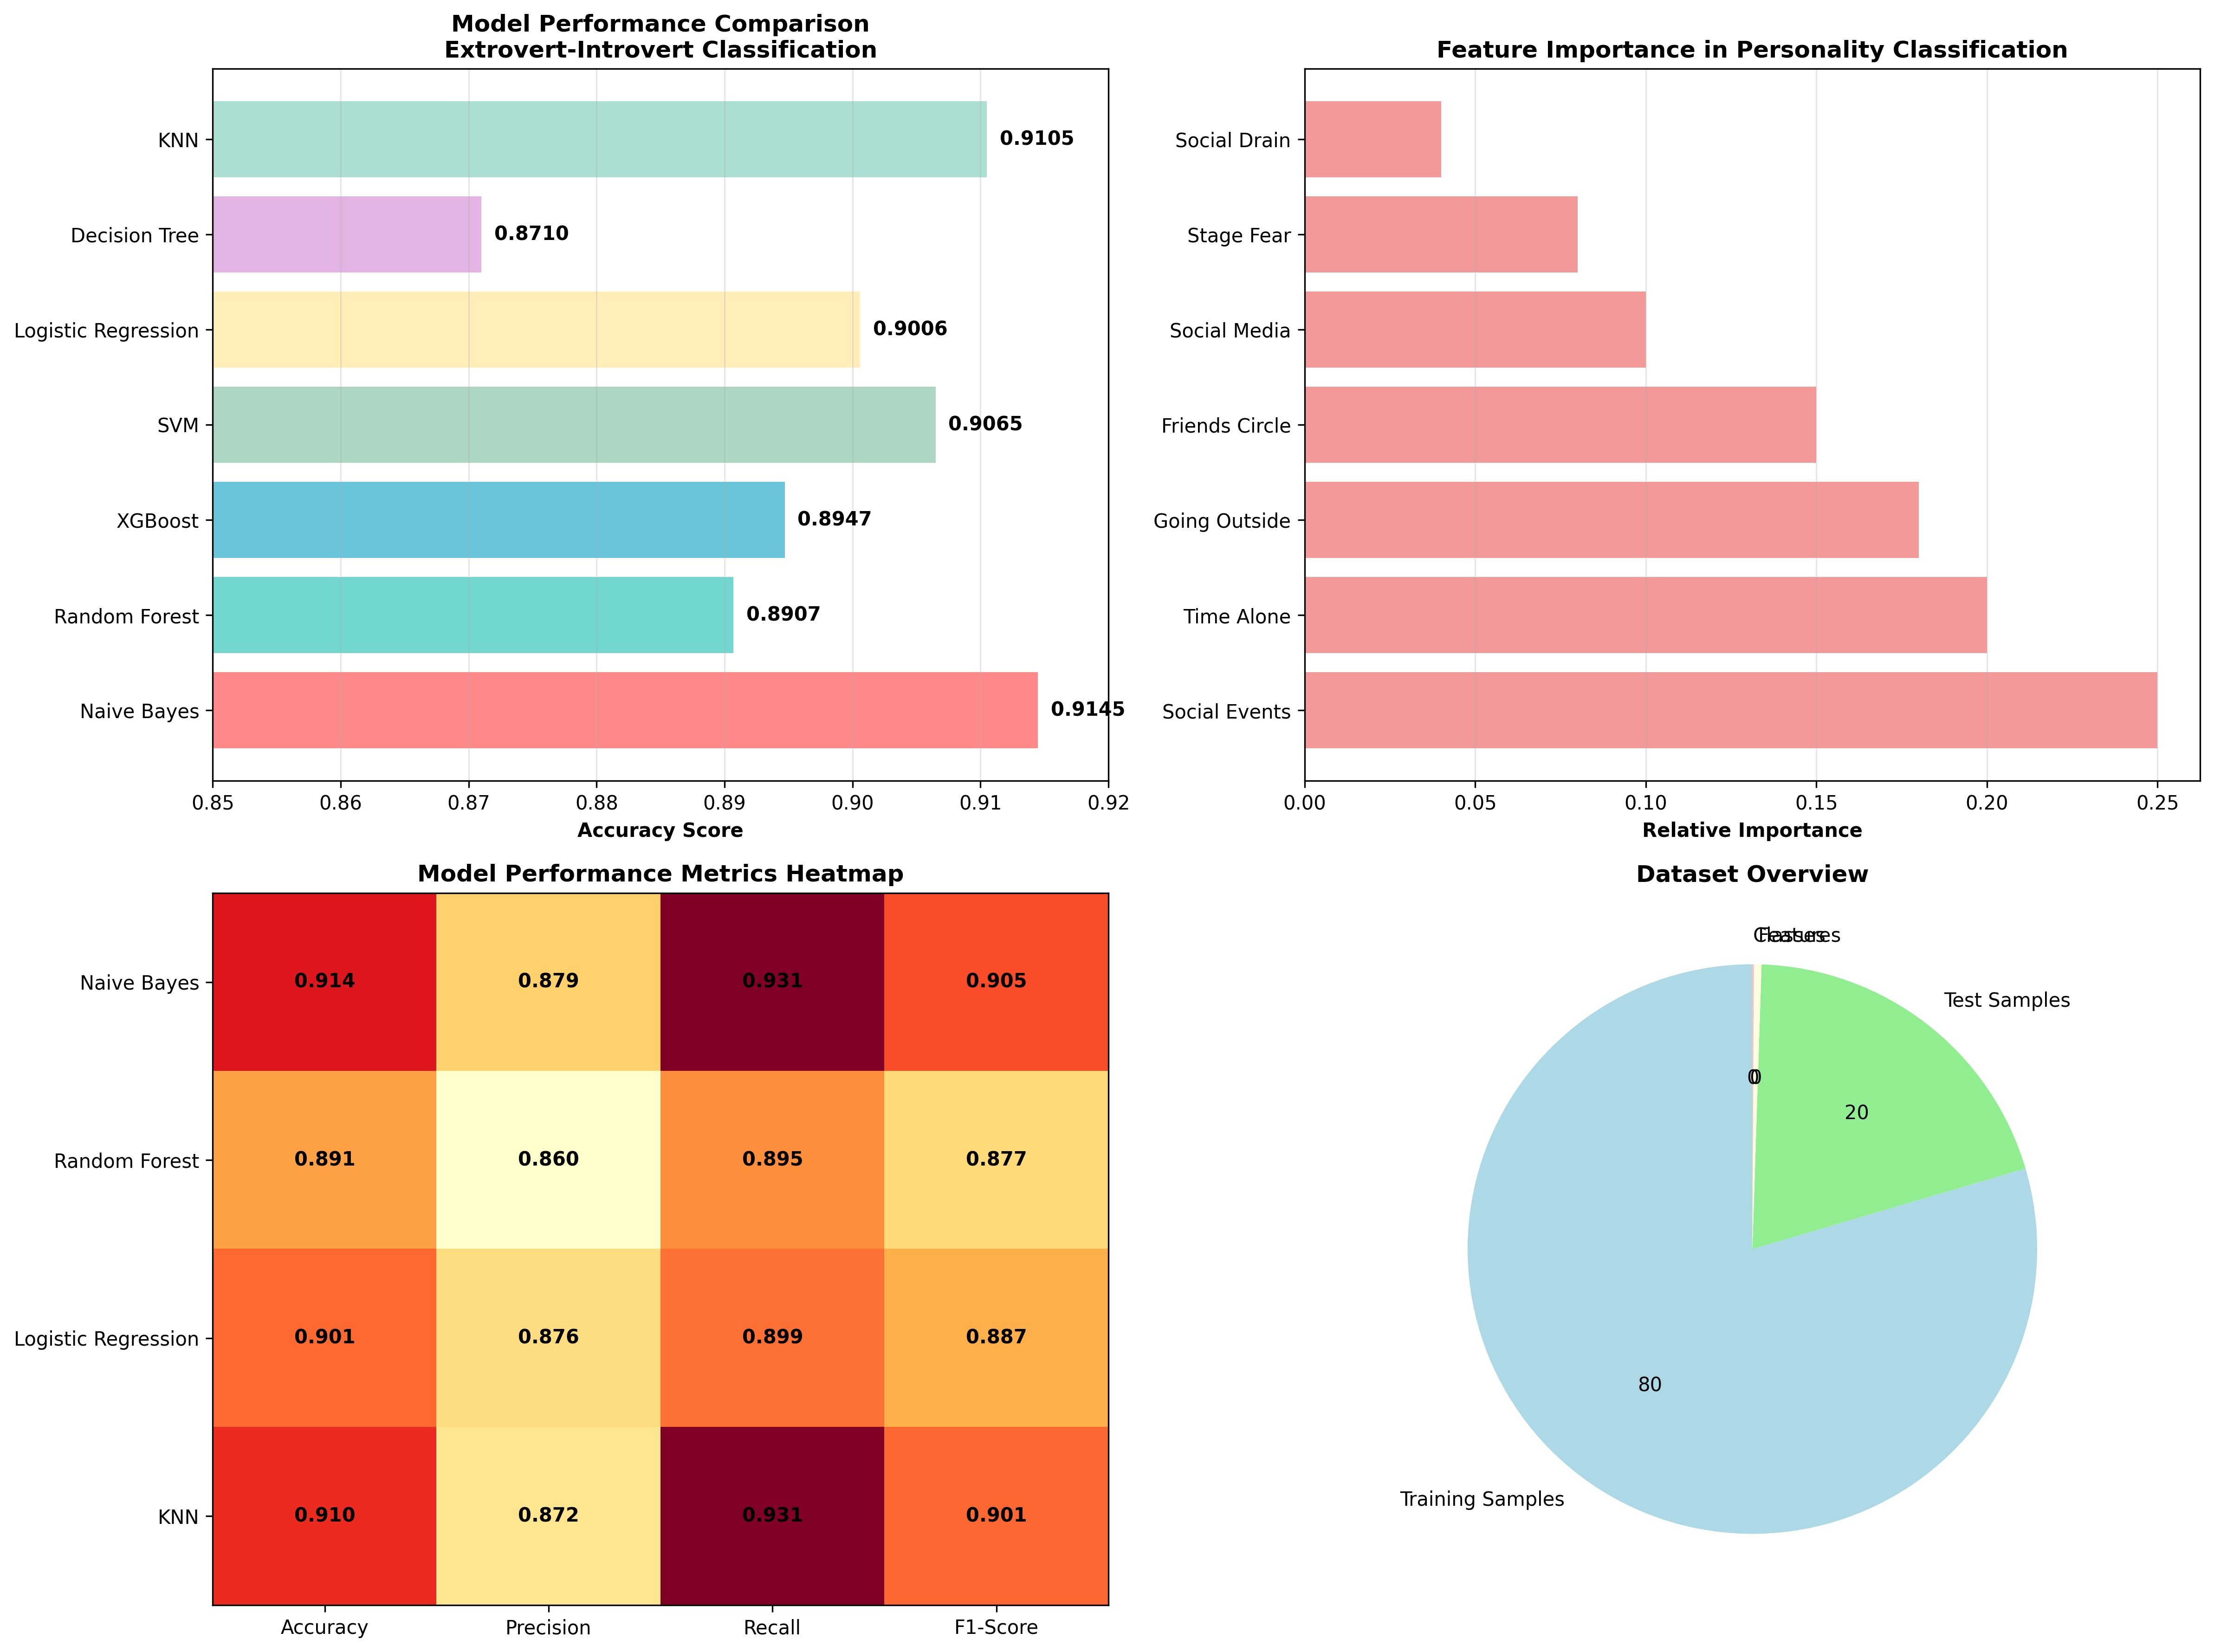 Model Performance Comparison
Extrovert-Introvert Classification
KNN
0.9105
Decision Tree
0.8710
Logistic Regression
0.9006
SVM
0.9065
XGBoost
0.8947
Random Forest
0.8907
Naive Bayes
0.9145
0.85 0.86 0.87 0.88 0.89 0.90 0.91 0.92
Accuracy Score
Feature Importance in Personality Classification
Social Drain
Stage Fear
Social Media
Friends Circle
Going Outside
Time Alone
Social Events
0.00 0.05 0.10 0.15 0.20 0.25
Relative Importance
Model Performance Metrics Heatmap
Naive Bayes 0.914 0.879 0.931 0.905
Random Forest 0.891 0.860 0.895 0.877
Logistic Regression 0.901 0.876 0.899 0.887
KNN 0.910 0.872 0.931 0.901
Accuracy Precision Recall F1-Score
Dataset Overview
Classes
Features
Test Samples
0
0
20
80
Training Samples